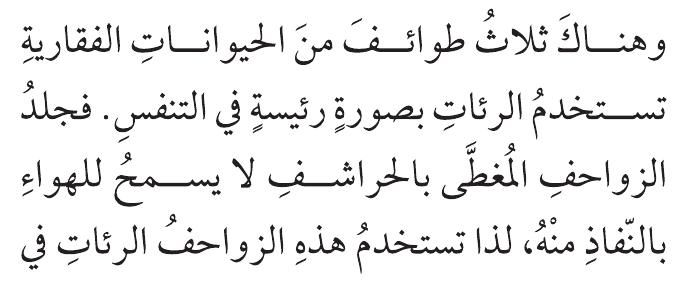 وهنـاكَ ثلاثُ طوائـفَ منَ الحيوانـاتِ الفقاريةِ
تسـتخدمُ الرئاتِ بصورةٍ رئيسةٍ في التنفسِ. فجلدُ
الزواحفِ المُغطَّى بالحراشـفِ لا يسـمحُ للهواءِ
بالنّفاذِ منْهُ، لذا تستخدمُ هذهِ الزواحفُ الرئاتِ في